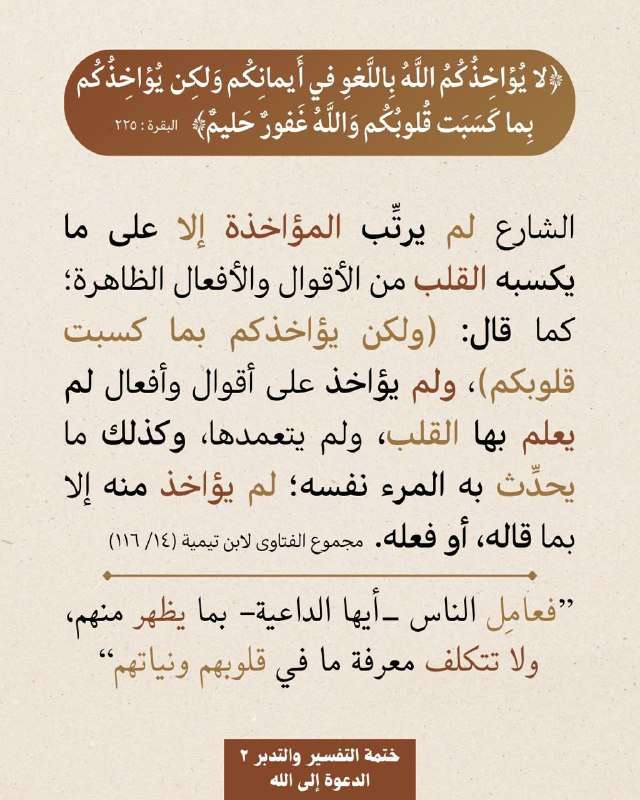 ﴿لا يُؤاخِذُكُمُ اللَّهُ بِاللَّغوِ في أَيمانِكُم وَلكِن يُؤاخِذُكُم
بِما كَسَبَت قُلوبُكُم وَاللَّهُ غَفورٌ حَليمٌ﴾ البقرة : ٢٢٥
الشارع لم يرتِّب المؤاخذة إلا على ما
يكسبه القلب من الأقوال والأفعال الظاهرة؛
كما قال: (ولكن يؤاخذكم بما كسبت
قلوبكم)، ولم يؤاخذ على أقوال وأفعال لم
يعلم بها القلب، ولم يتعمدها، وكذلك ما
يحدِّث به المرء نفسه؛ لم يؤاخذ منه إلا
بما قاله، أو فعله. مجموع الفتاوى لابن تيمية (١٤/ ١١٦)
”فعامِل الناس –أيها الداعية– بما يظهر منهم،
ولا تتكلف معرفة ما في قلوبهم ونياتهم“
ختمة التفسير والتدبر ٢
الدعوة إلى الله